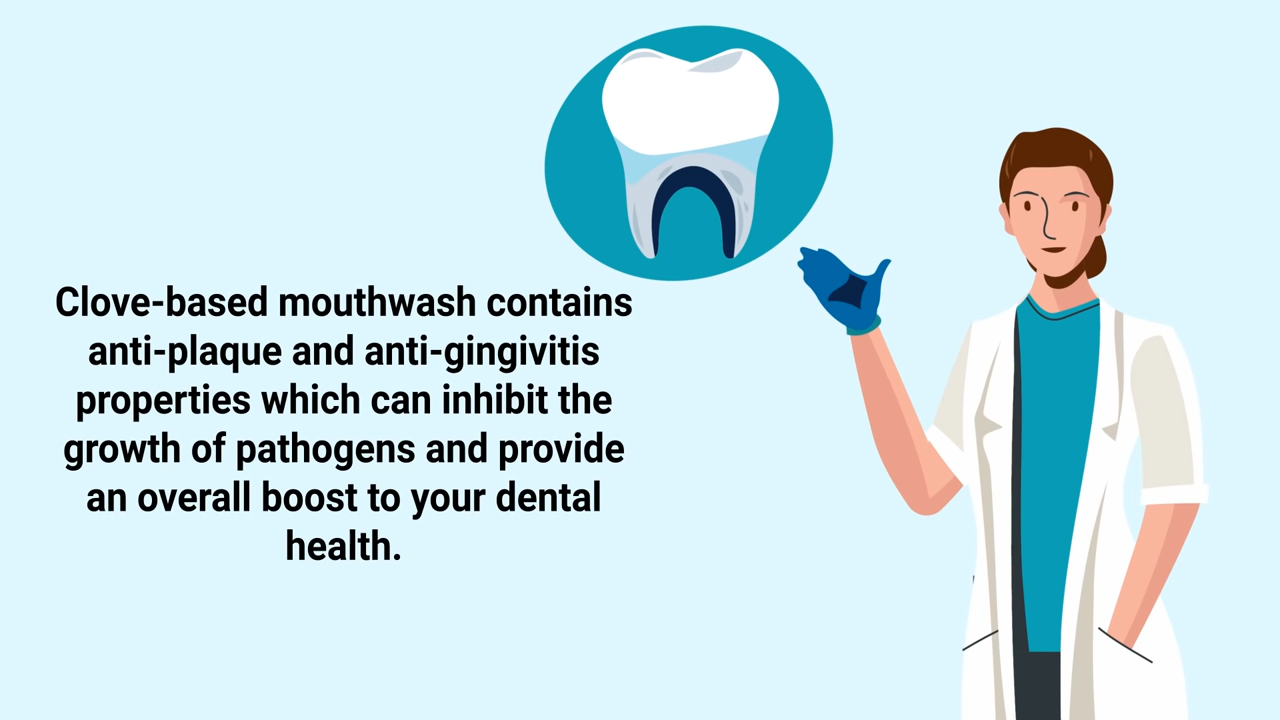 Clove-based mouthwash contains
anti-plaque and anti-gingivitis
properties which can inhibit the
growth of pathogens and provide
an overall boost to your dental
health.